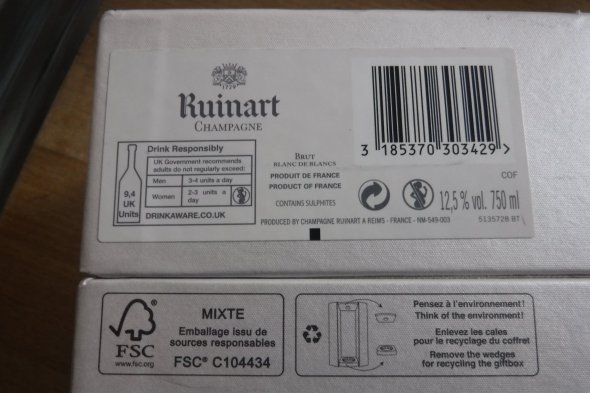 1729
Ruinart
CHAMPAGNE
Drink Responsibly
UK Government recommends
adults do not regularly exceed:
Men 3-4 units a day
Women 2-3 units a day
9,4
UK
Units
DRINKAWARE.CO.UK
BRUT
BLANC DE BLANCS
PRODUIT DE FRANCE
PRODUCT OF FRANCE
CONTAINS SULPHITES
3 185370 303429 >
COF
12,5 % vol. 750 ml
PRODUCED BY CHAMPAGNE RUINART A REIMS - FRANCE - NM-549-003
5135728 BT
FSC
www.fsc.org
MIXTE
Emballage issu de
sources responsables
FSC® C104434
Pensez à l'environnement!
Think of the environment!
Enlevez les cales
pour le recyclage du coffret
Remove the wedges
for recycling the giftbox